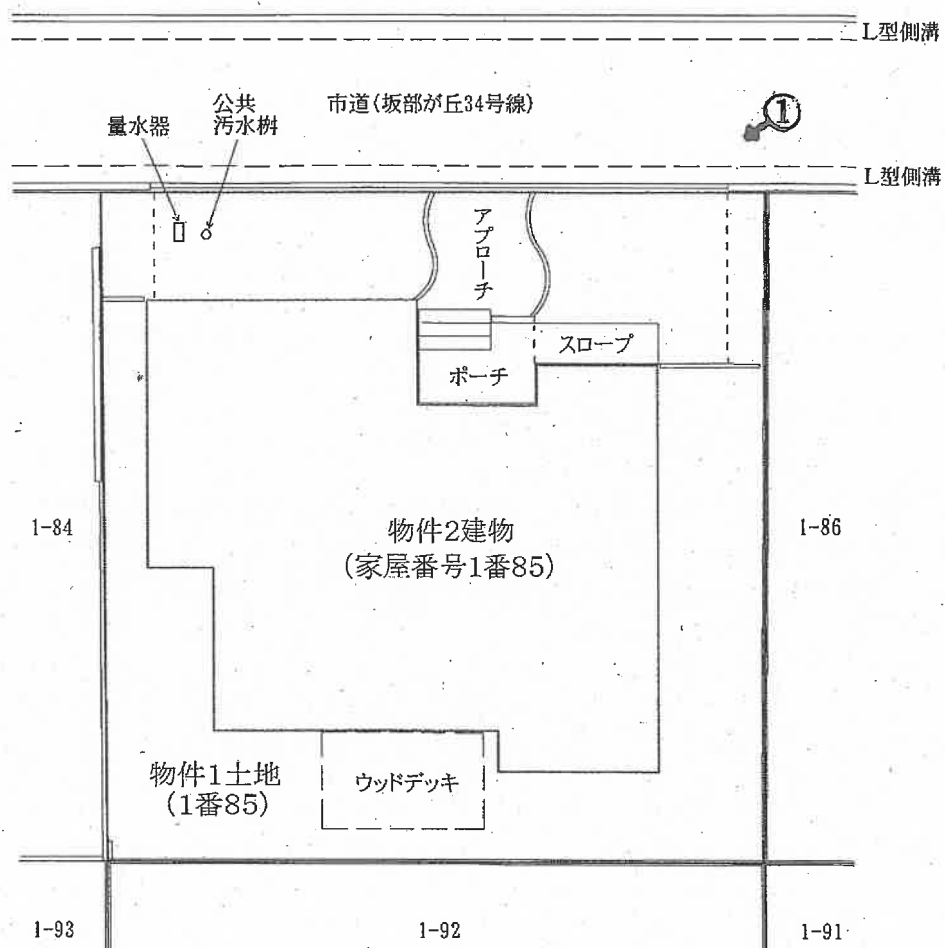 L型側溝
①
市道(坂部が丘34号線)
公共
汚水桝
量水器
L型側溝
アプローチ
スロープ
ポーチ
1-84
物件2建物
(家屋番号1番85)
1-86
物件1土地
(1番85)
ウッドデッキ
1-93
1-92
1-91